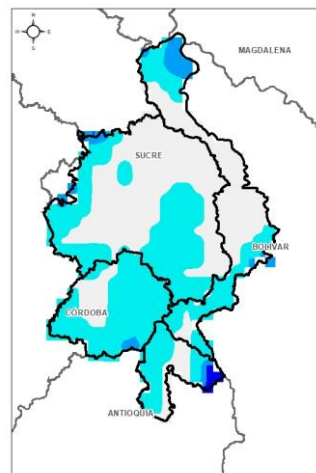 N
W E
S
MAGDALENA
SUCRE
BOLIVAR
CORDOBA
ANTIOQUIA